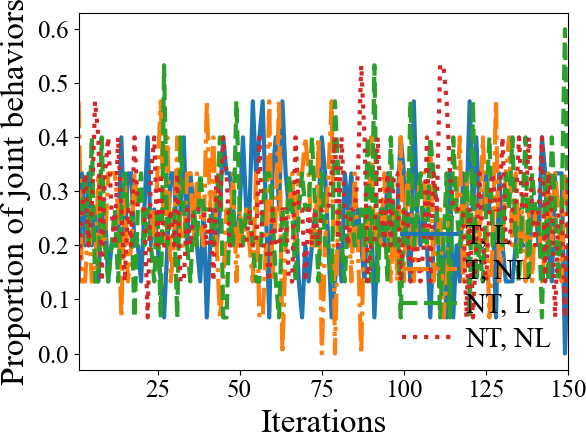 Proportion of joint behaviors
0.6
0.5
0.4
0.3
0.2
0.1
0.0
T, L
T, NL
NT, L
NT, NL
25 50 75 100 125 150
Iterations